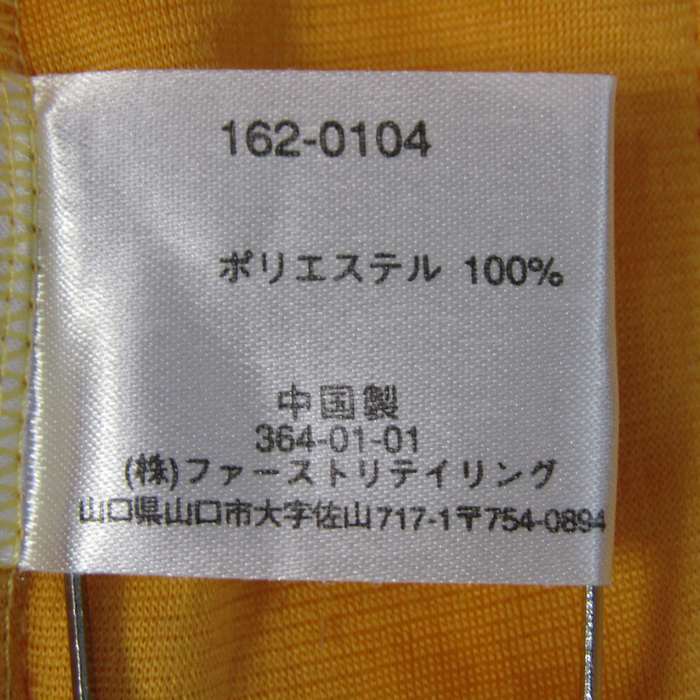 162-0104
ポリエステル 100%
中国製
364-01-01
(株)ファーストリテイリング
山口県山口市大字佐山717-1〒754-0894